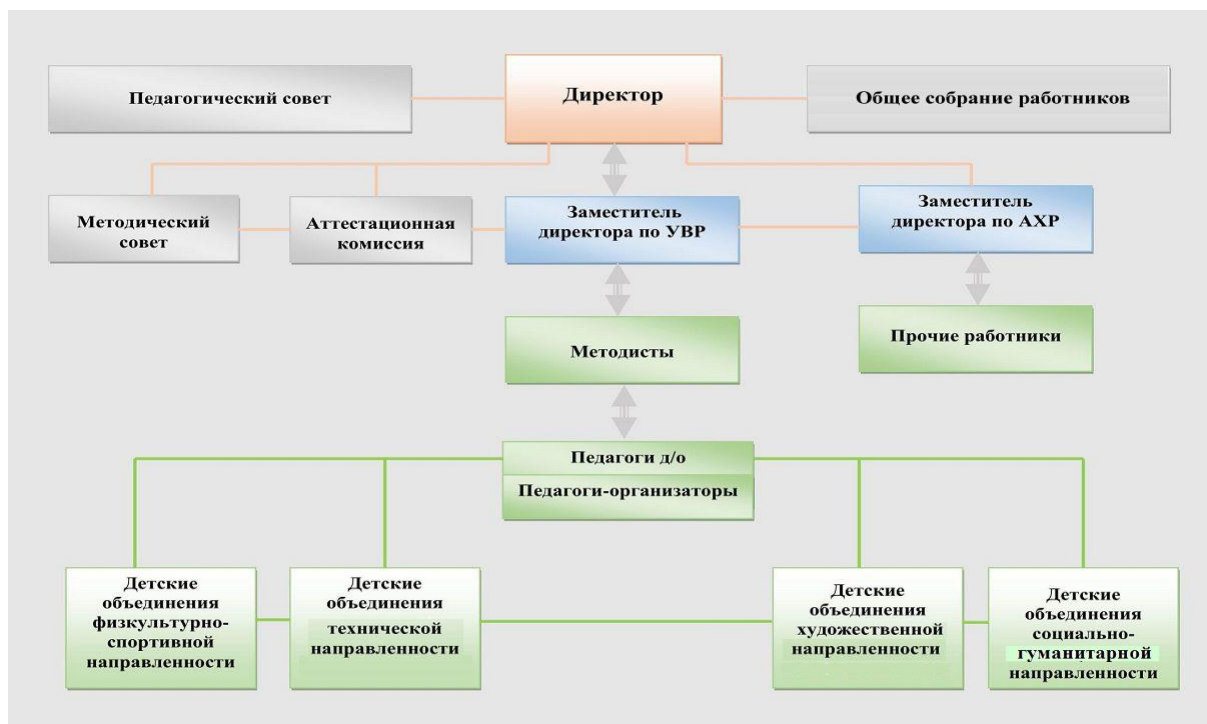 Педагогический совет
Директор
Общее собрание работников
Методический
совет
Аттестационная
комиссия
Заместитель
директора по УВР
Заместитель
директора по АХР
Методисты
Прочие работники
Педагоги д/о
Педагоги-организаторы
Детские
объединения
физкультурно-
спортивной
направленности
Детские
объединения
технической
направленности
Детские
объединения
художественной
направленности
Детские
объединения
социально-
гуманитарной
направленности